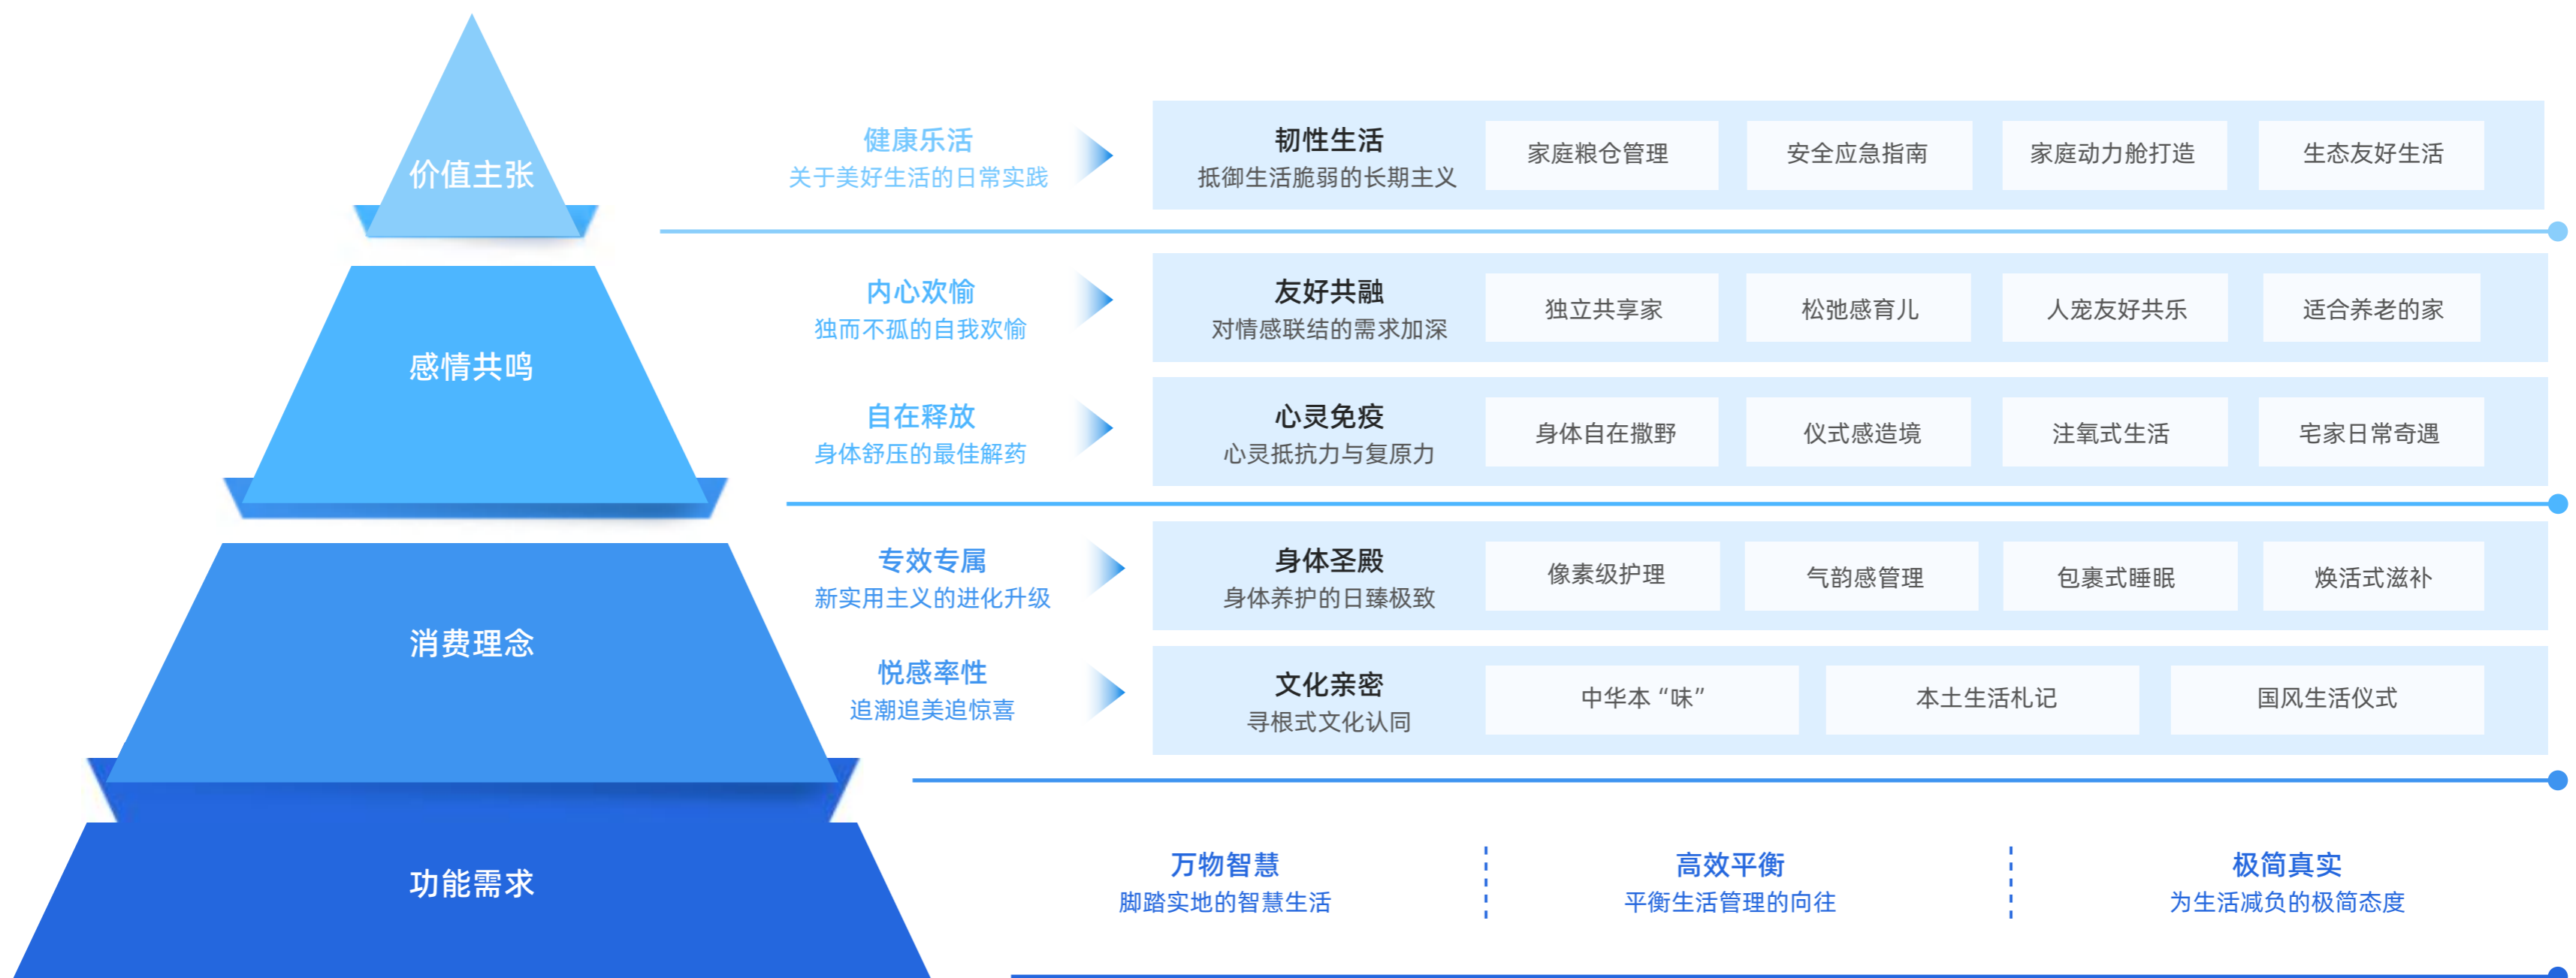 价值主张
健康乐活
关于美好生活的日常实践
韧性生活
抵御生活脆弱的长期主义
家庭粮仓管理
安全应急指南
家庭动力舱打造
生态友好生活
感情共鸣
内心欢愉
独而不孤的自我欢愉
友好共融
对情感联结的需求加深
独立共享家
松弛感育儿
人宠友好共乐
适合养老的家
自在释放
身体舒压的最佳解药
心灵免疫
心灵抵抗力与复原力
身体自在撒野
仪式感造境
注氧式生活
宅家日常奇遇
消费理念
专效专属
新实用主义的进化升级
身体圣殿
身体养护的日臻极致
像素级护理
气韵感管理
包裹式睡眠
焕活式滋补
悦感率性
追潮追美追惊喜
文化亲密
寻根式文化认同
中华本“味”
本土生活札记
国风生活仪式
功能需求
万物智慧
脚踏实地的智慧生活
高效平衡
平衡生活管理的向往
极简真实
为生活减负的极简态度